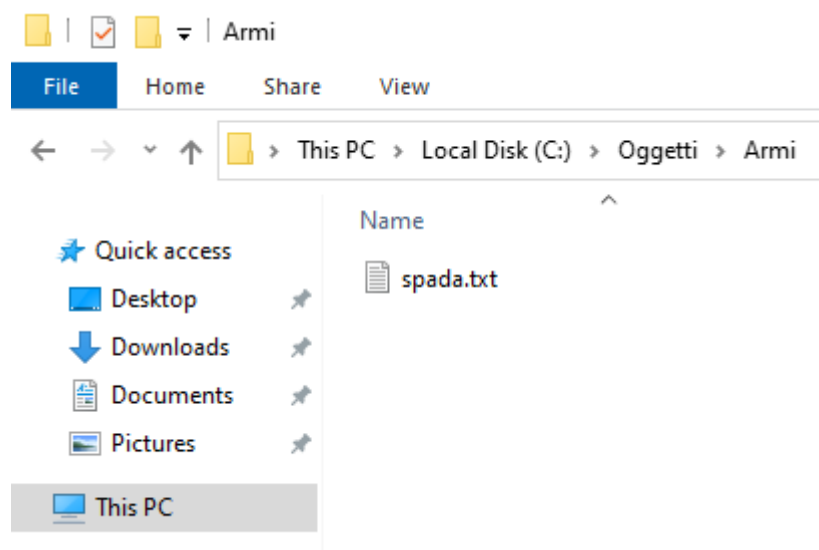 Armi
File Home Share View
This PC > Local Disk (C:) > Oggetti > Armi
Name
Quick access
spada.txt
Desktop
Downloads
Documents
Pictures
This PC